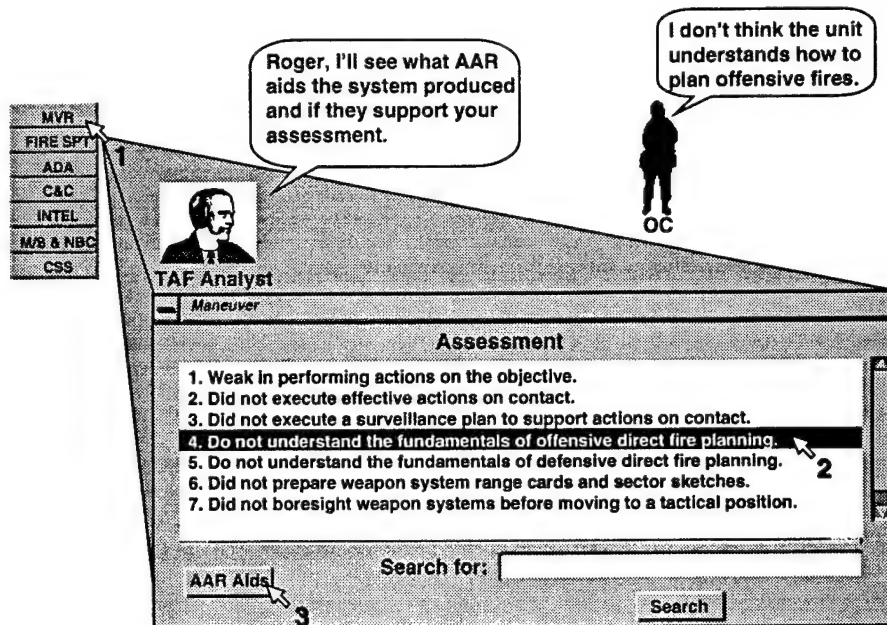 I don't think the unit
understands how to
plan offensive fires.
Roger, I'll see what AAR
aids the system produced
and if they support your
assessment.
MVR
FIRE SPT
ADA
C&C
INTEL
M/B & NBC
CSS
1
OC
TAF Analyst
Maneuver
Assessment
1. Weak in performing actions on the objective.
2. Did not execute effective actions on contact.
3. Did not execute a surveillance plan to support actions on contact.
4. Do not understand the fundamentals of offensive direct fire planning.
5. Do not understand the fundamentals of defensive direct fire planning.
6. Did not prepare weapon system range cards and sector sketches.
7. Did not boresight weapon systems before moving to a tactical position.
2
Search for:
AAR Aids
3
Search